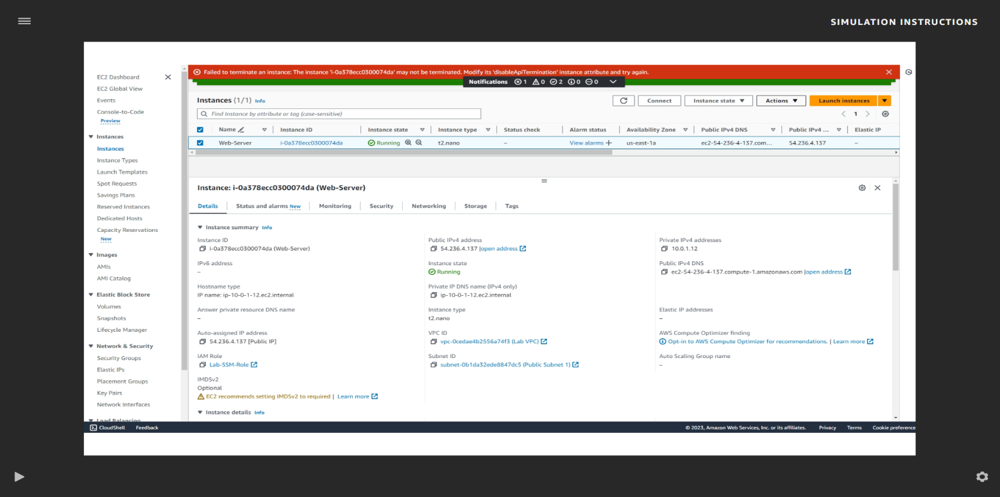 SIMULATION INSTRUCTIONS
EC2 Dashboard
EC2 Global View
Events
Console-to-Code
Preview
Instances
Instances
Instance Types
Launch Templates
Spot Requests
Savings Plans
Reserved Instances
Dedicated Hosts
Capacity Reservations
New
Images
AMIs
AMI Catalog
Elastic Block Store
Volumes
Snapshots
Lifecycle Manager
Network & Security
Security Groups
Elastic IPs
Placement Groups
Key Pairs
Network Interfaces
Load Balancing
Failed to terminate an instance: The instance 'i-0a378ecc0300074da' may not be terminated. Modify its 'disableApiTermination' instance attribute and try again.
Notifications 1 0 2 0 0
Instances (1/1) Info
Connect Instance state Actions Launch instances
Find Instance by attribute or tag (case-sensitive)
1
Name Instance ID Instance state Instance type Status check Alarm status Availability Zone Public IPv4 DNS Public IPv4 ... Elastic IP
Web-Server i-0a378ecc0300074da Running t2.nano – View alarms + us-east-1a ec2-54-236-4-137.com... 54.236.4.137 –
Instance: i-0a378ecc0300074da (Web-Server)
Details Status and alarms New Monitoring Security Networking Storage Tags
Instance summary Info
Instance ID
i-0a378ecc0300074da (Web-Server)
Public IPv4 address
54.236.4.137 |open address
Private IPv4 addresses
10.0.1.12
IPv6 address
–
Instance state
Running
Public IPv4 DNS
ec2-54-236-4-137.compute-1.amazonaws.com |open address
Hostname type
IP name: ip-10-0-1-12.ec2.internal
Private IP DNS name (IPv4 only)
ip-10-0-1-12.ec2.internal
Answer private resource DNS name
–
Instance type
t2.nano
Elastic IP addresses
–
Auto-assigned IP address
54.236.4.137 [Public IP]
VPC ID
vpc-0cedae4b2556a74f3 (Lab VPC)
AWS Compute Optimizer finding
Opt-in to AWS Compute Optimizer for recommendations. | Learn more
IAM Role
Lab-SSM-Role
Subnet ID
subnet-0b1da32ede8847dc5 (Public Subnet 1)
Auto Scaling Group name
–
IMDSv2
Optional
EC2 recommends setting IMDSv2 to required | Learn more
Instance details Info
CloudShell Feedback © 2023, Amazon Web Services, Inc. or its affiliates. Privacy Terms Cookie preference